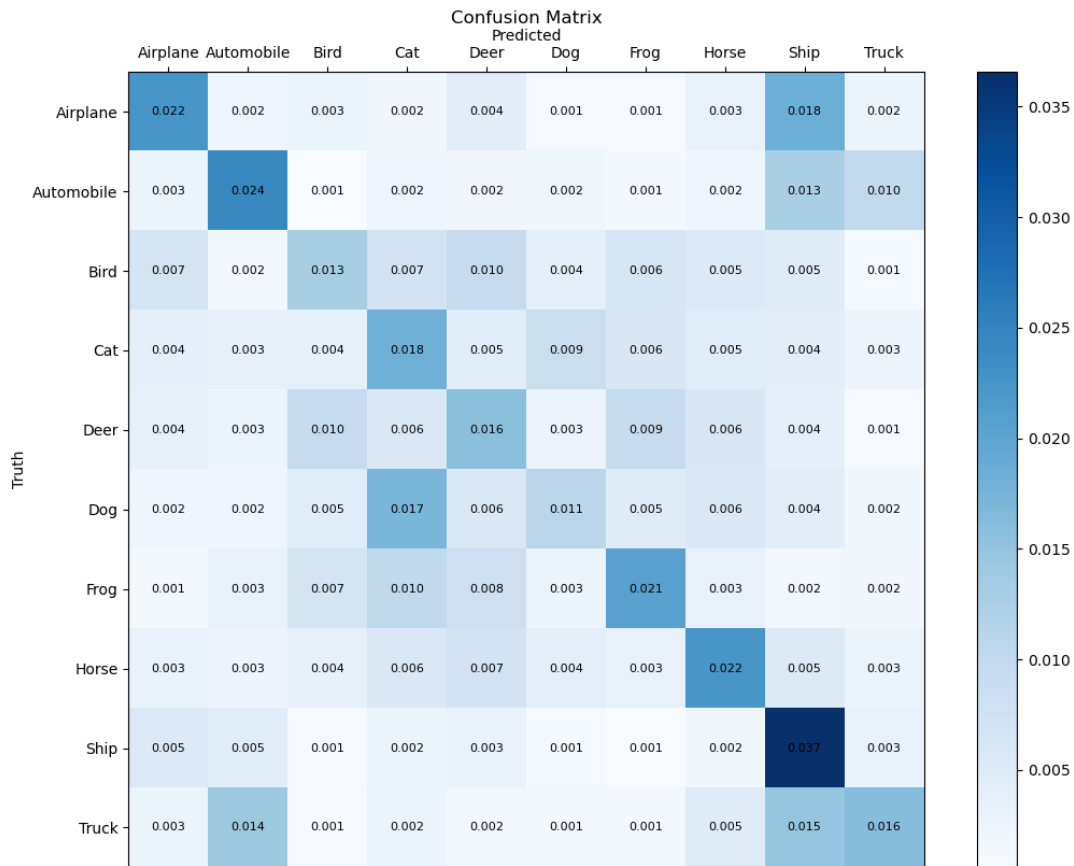 Confusion Matrix
Predicted
Airplane Automobile Bird Cat Deer Dog Frog Horse Ship Truck
Airplane 0.022 0.002 0.003 0.002 0.004 0.001 0.001 0.003 0.018 0.002
Automobile 0.003 0.024 0.001 0.002 0.002 0.002 0.001 0.002 0.013 0.010
Bird 0.007 0.002 0.013 0.007 0.010 0.004 0.006 0.005 0.005 0.001
Cat 0.004 0.003 0.004 0.018 0.005 0.009 0.006 0.005 0.004 0.003
Deer 0.004 0.003 0.010 0.006 0.016 0.003 0.009 0.006 0.004 0.001
Dog 0.002 0.002 0.005 0.017 0.006 0.011 0.005 0.006 0.004 0.002
Frog 0.001 0.003 0.007 0.010 0.008 0.003 0.021 0.003 0.002 0.002
Horse 0.003 0.003 0.004 0.006 0.007 0.004 0.003 0.022 0.005 0.003
Ship 0.005 0.005 0.001 0.002 0.003 0.001 0.001 0.002 0.037 0.003
Truck 0.003 0.014 0.001 0.002 0.002 0.001 0.001 0.005 0.015 0.016
Truth
0.035
0.030
0.025
0.020
0.015
0.010
0.005